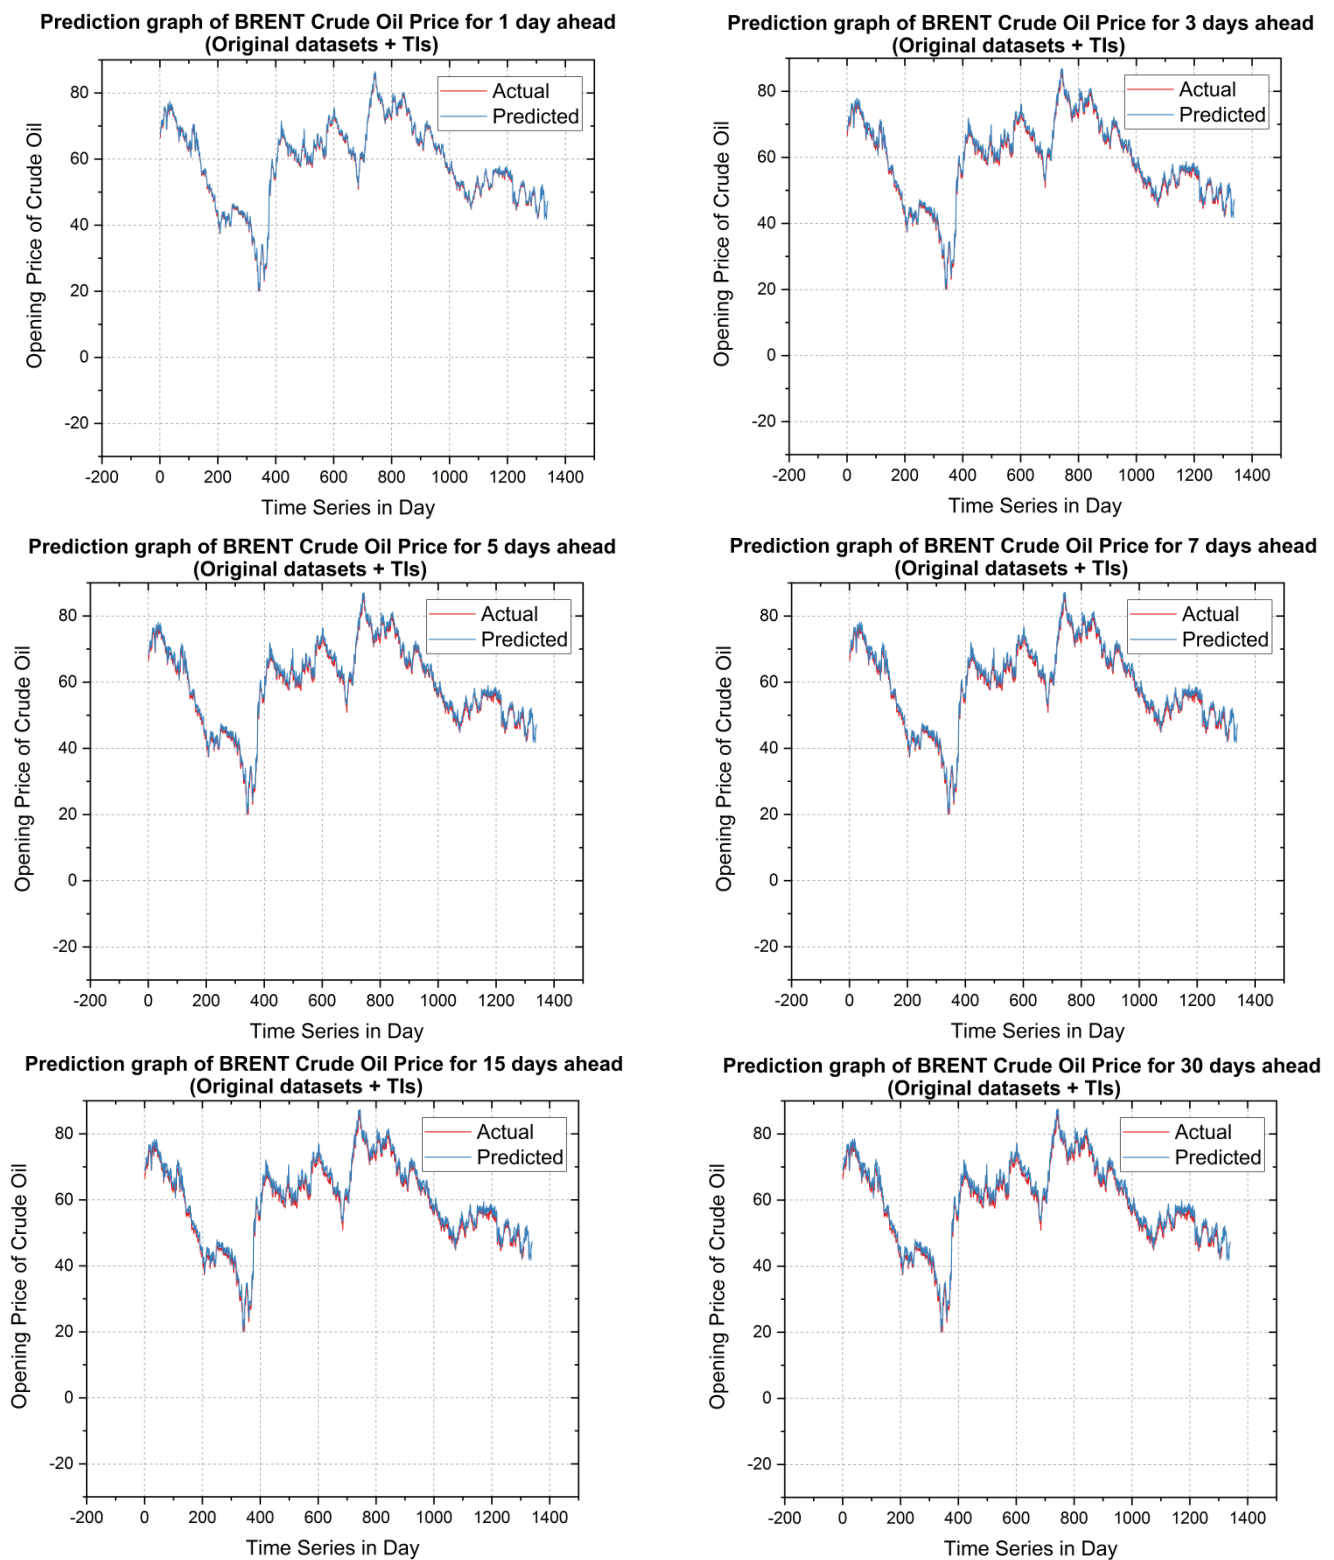 Prediction graph of BRENT Crude Oil Price for 1 day ahead
(Original datasets + TIs)
Actual
Predicted
80
60
40
20
0
-20
-200 0 200 400 600 800 1000 1200 1400
Opening Price of Crude Oil
Time Series in Day
Prediction graph of BRENT Crude Oil Price for 3 days ahead
(Original datasets + TIs)
Actual
Predicted
80
60
40
20
0
-20
-200 0 200 400 600 800 1000 1200 1400
Opening Price of Crude Oil
Time Series in Day
Prediction graph of BRENT Crude Oil Price for 5 days ahead
(Original datasets + TIs)
Actual
Predicted
80
60
40
20
0
-20
-200 0 200 400 600 800 1000 1200 1400
Opening Price of Crude Oil
Time Series in Day
Prediction graph of BRENT Crude Oil Price for 7 days ahead
(Original datasets + TIs)
Actual
Predicted
80
60
40
20
0
-20
-200 0 200 400 600 800 1000 1200 1400
Opening Price of Crude Oil
Time Series in Day
Prediction graph of BRENT Crude Oil Price for 15 days ahead
(Original datasets + TIs)
Actual
Predicted
80
60
40
20
0
-20
-200 0 200 400 600 800 1000 1200 1400
Opening Price of Crude Oil
Time Series in Day
Prediction graph of BRENT Crude Oil Price for 30 days ahead
(Original datasets + TIs)
Actual
Predicted
80
60
40
20
0
-20
-200 0 200 400 600 800 1000 1200 1400
Opening Price of Crude Oil
Time Series in Day